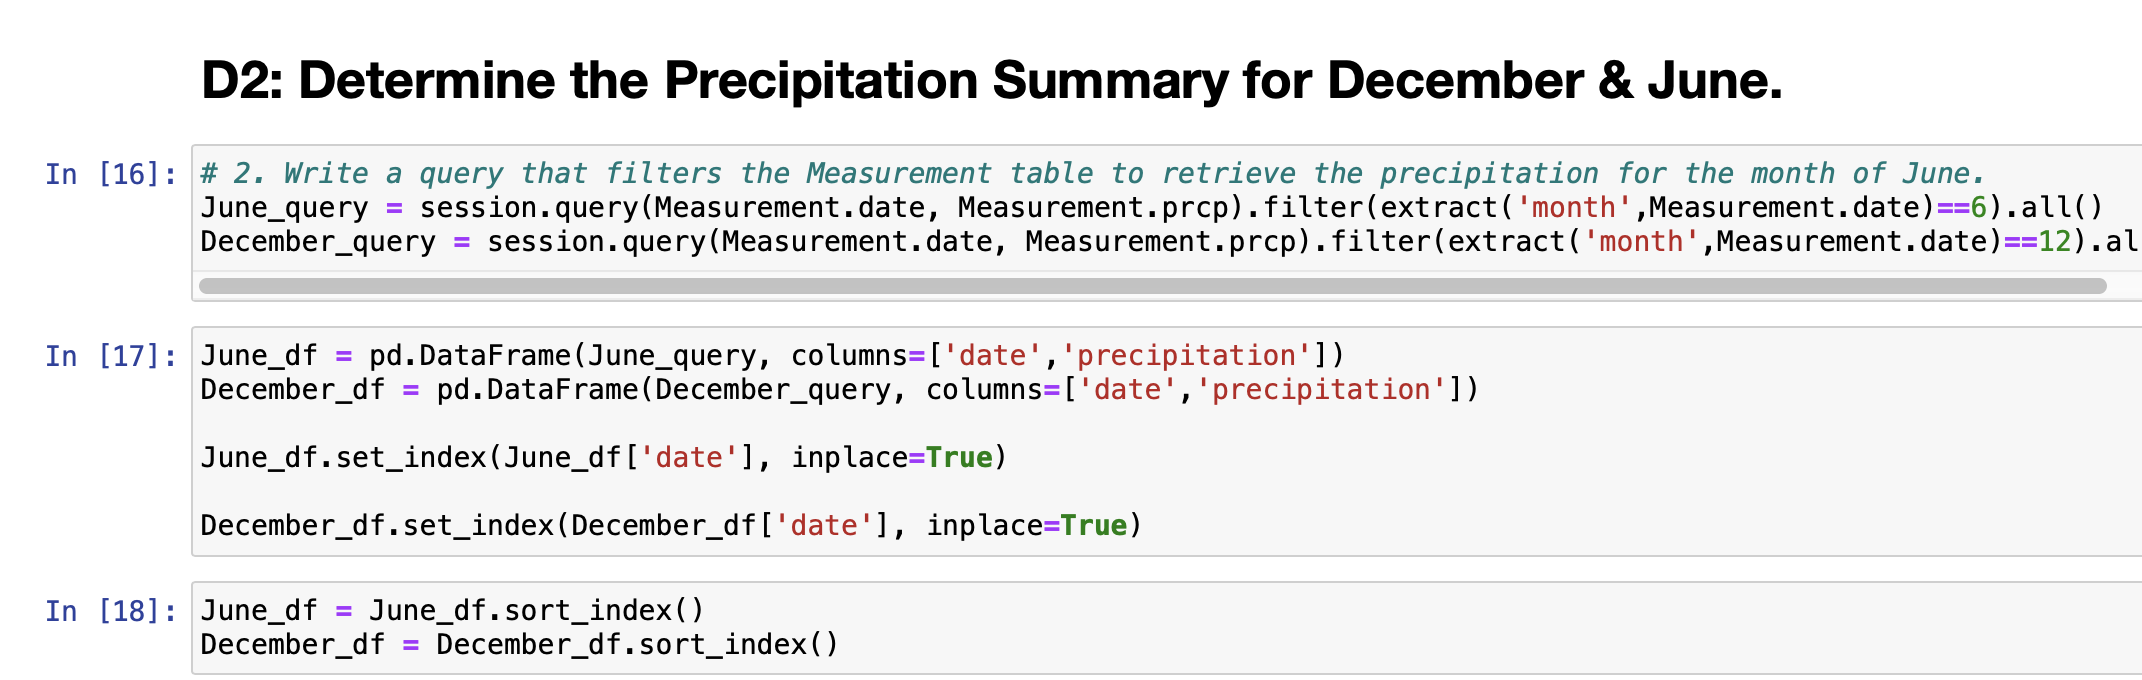 D2: Determine the Precipitation Summary for December & June.
In [16]: # 2. Write a query that filters the Measurement table to retrieve the precipitation for the month of June.
June_query = session.query(Measurement.date, Measurement.prcp).filter(extract('month',Measurement.date)==6).all()
December_query = session.query(Measurement.date, Measurement.prcp).filter(extract('month',Measurement.date)==12).al
In [17]: June_df = pd.DataFrame(June_query, columns=['date','precipitation'])
December_df = pd.DataFrame(December_query, columns=['date','precipitation'])
June_df.set_index(June_df['date'], inplace=True)
December_df.set_index(December_df['date'], inplace=True)
In [18]: June_df = June_df.sort_index()
December_df = December_df.sort_index()